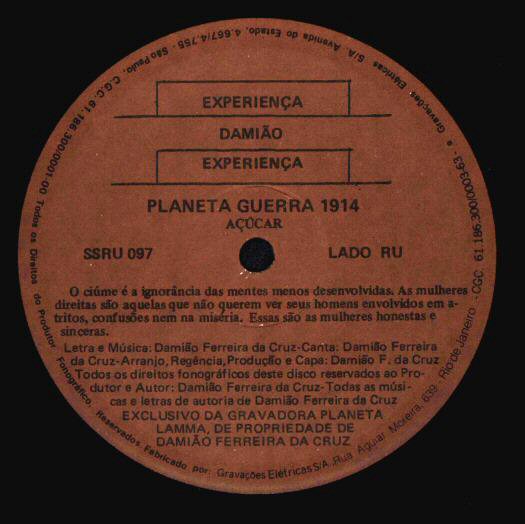 EXPERIENÇA
DAMIÃO
EXPERIENÇA
PLANETA GUERRA 1914
AÇÚCAR
SSRU 097
LADO RU
O ciúme é a ignorância das mentes menos desenvolvidas. As mulheres
direitas são aquelas que não querem ver seus homens envolvidos em a-
tritos, confusões nem na miséria. Essas são as mulheres honestas e
sinceras.
Letra e Música: Damião Ferreira da Cruz-Canta: Damião Ferreira
da Cruz-Arranjo, Regência, Produção e Capa: Damião F. da Cruz
Todos os direitos fonográficos deste disco reservados ao Pro-
dutor e Autor: Damião Ferreira da Cruz-Todas as músi-
cas e letras de autoria de Damião Ferreira da Cruz
EXCLUSIVO DA GRAVADORA PLANETA
LAMMA, DE PROPRIEDADE DE
DAMIÃO FERREIRA DA CRUZ
Todos os Direitos do Produtor Fonográfico Reservados Fabricado por: Gravações Elétricas S/A. Rua Aguiar Moreira, 639 - Rio de Janeiro - CGC. 61.186.300/0003-63 - e Gravações Elétricas S/A. Avenida do Estado, 4.667/4.755 - São Paulo, C.G.C. 61.186.300/0001-00